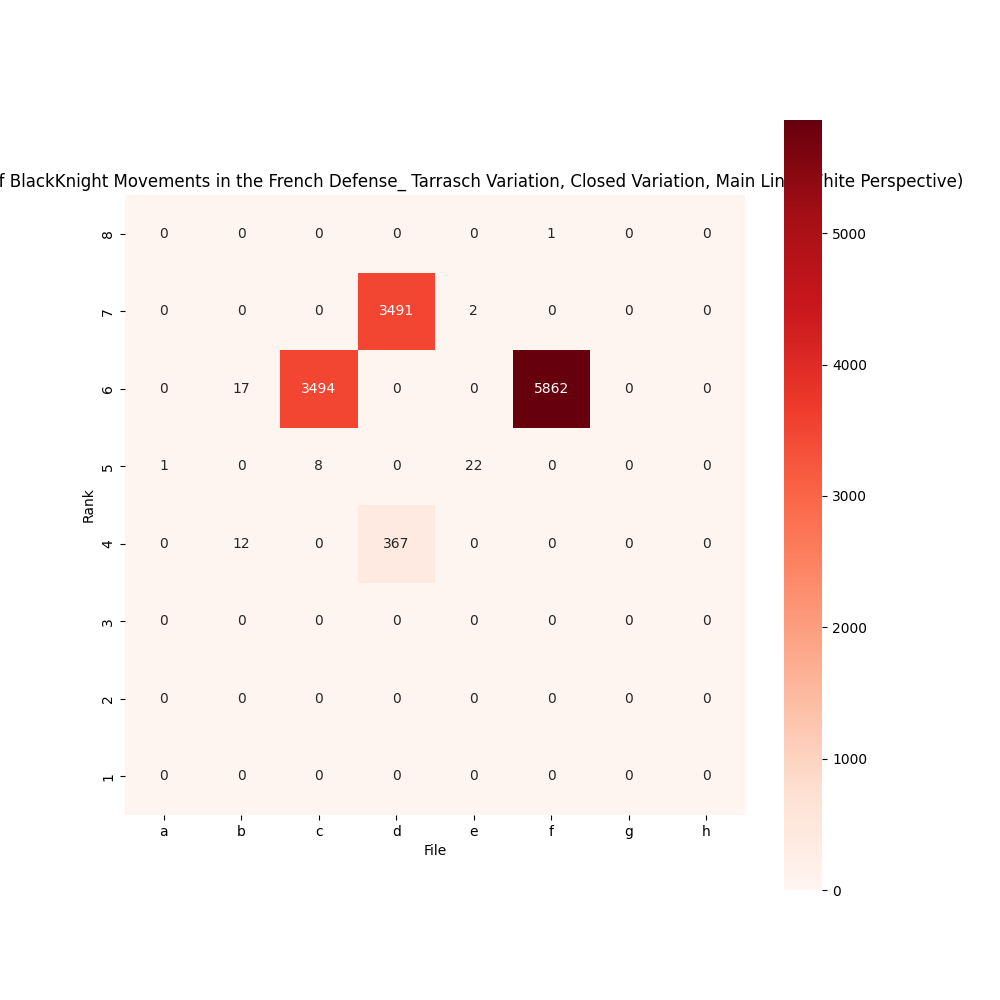 f BlackKnight Movements in the French Defense_ Tarrasch Variation, Closed Variation, Main Lin hite Perspective)
8 0 0 0 0 0 1 0 0
7 0 0 0 3491 2 0 0 0
6 0 17 3494 0 0 5862 0 0
5 1 0 8 0 22 0 0 0
4 0 12 0 367 0 0 0 0
3 0 0 0 0 0 0 0 0
2 0 0 0 0 0 0 0 0
1 0 0 0 0 0 0 0 0
a b c d e f g h
Rank
File
5000
4000
3000
2000
1000
0